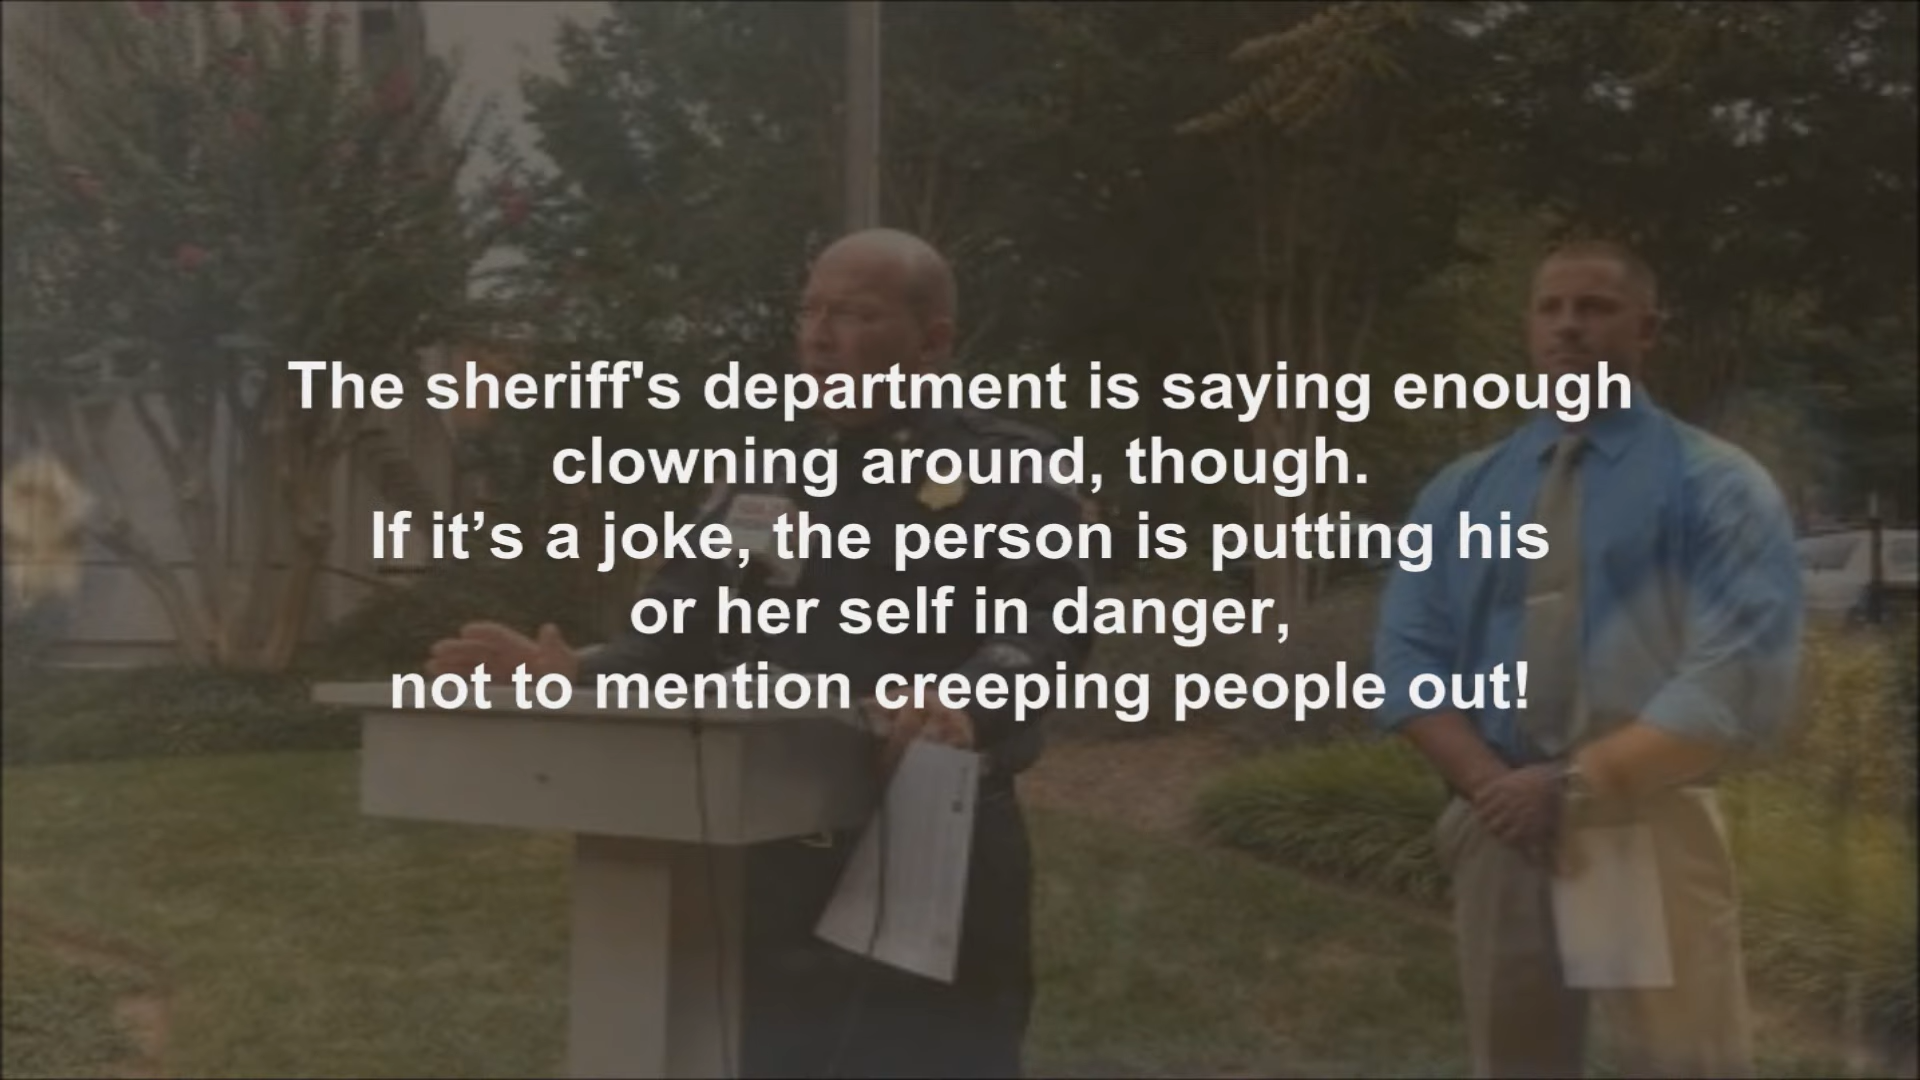 The sheriff's department is saying enough
clowning around, though.
If it’s a joke, the person is putting his
or her self in danger,
not to mention creeping people out!